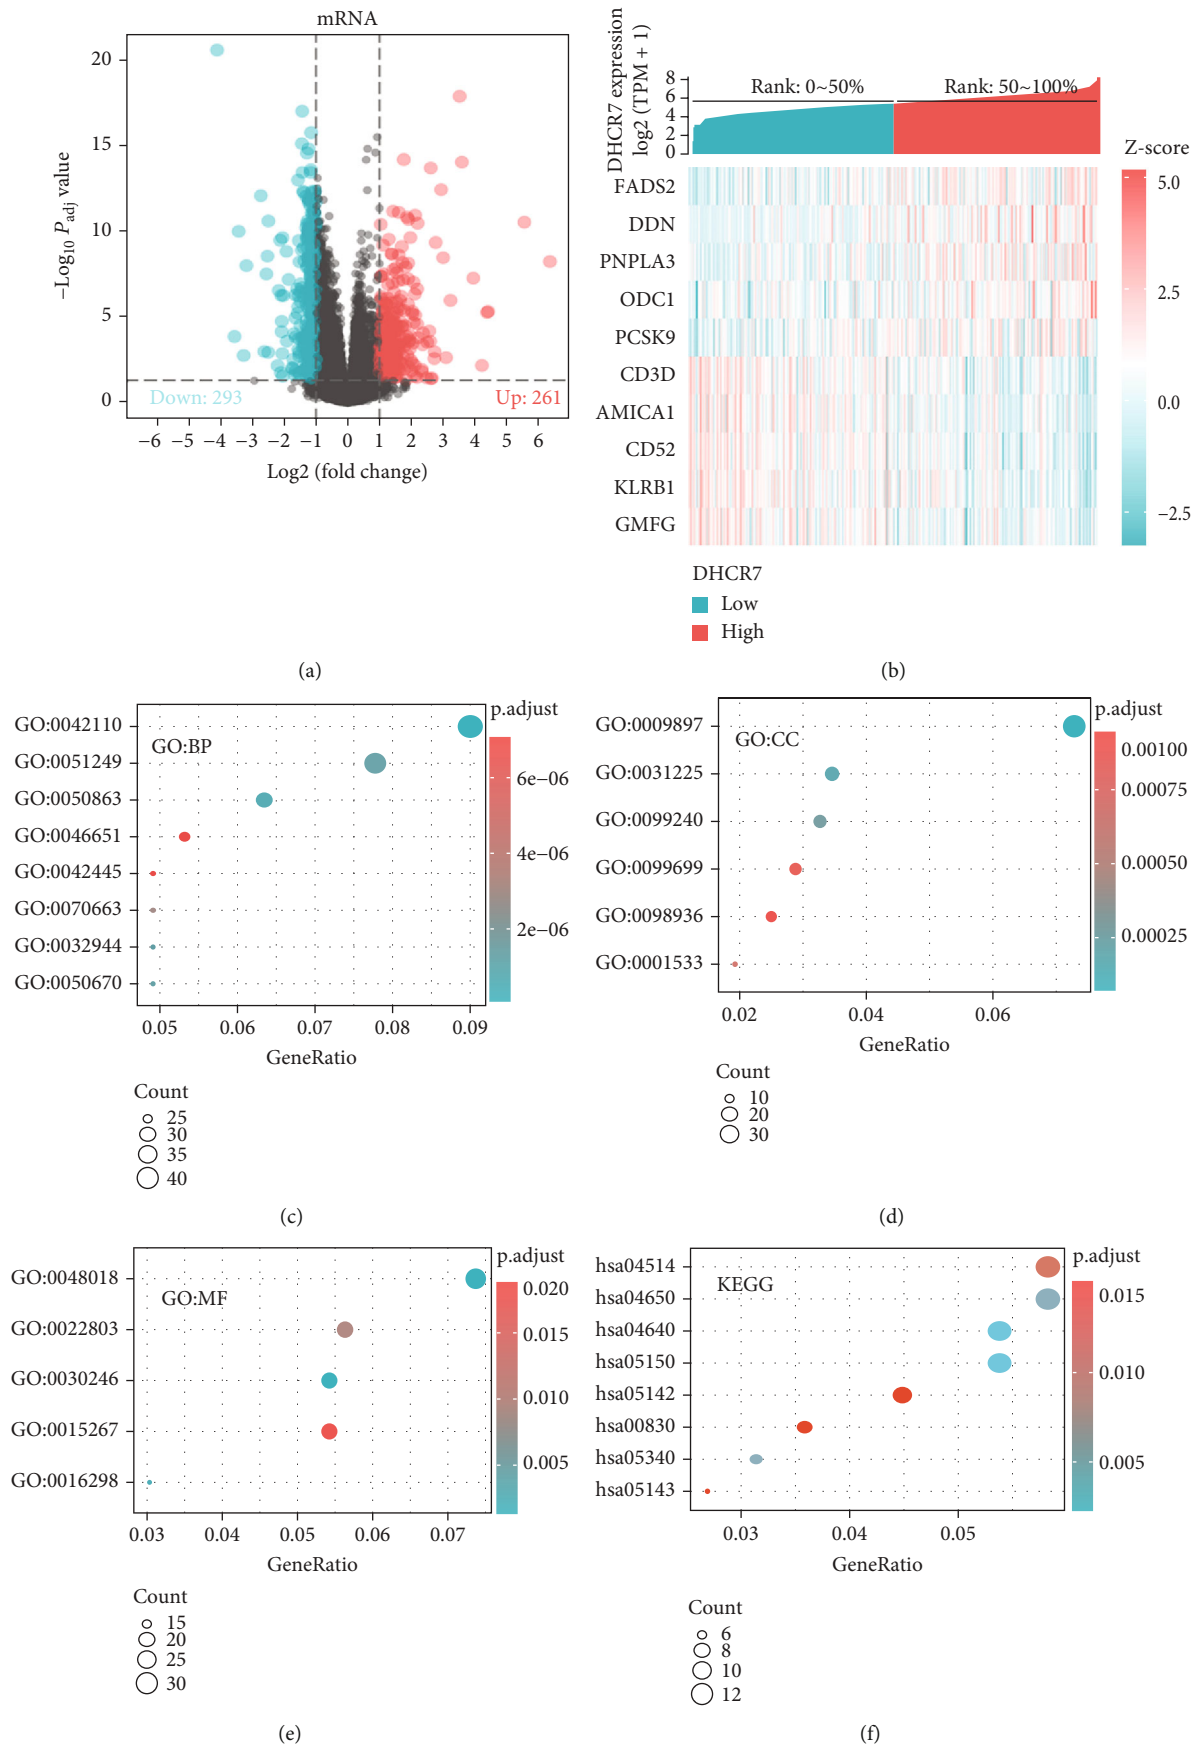 mRNA
−Log10 Padj value
20
15
10
5
0
Down: 293
Up: 261
−6 −5 −4 −3 −2 −1 0 1 2 3 4 5 6
Log2 (fold change)
(a)
DHCR7 expression
log2 (TPM + 1)
8
6
4
2
0
Rank: 0~50%
Rank: 50~100%
FADS2
DDN
PNPLA3
ODC1
PCSK9
CD3D
AMICA1
CD52
KLRB1
GMFG
Z-score
5.0
2.5
0.0
−2.5
DHCR7
Low
High
(b)
GO:BP
GO:0042110
GO:0051249
GO:0050863
GO:0046651
GO:0042445
GO:0070663
GO:0032944
GO:0050670
0.05 0.06 0.07 0.08 0.09
GeneRatio
p.adjust
6e−06
4e−06
2e−06
Count
25
30
35
40
(c)
GO:CC
GO:0009897
GO:0031225
GO:0099240
GO:0099699
GO:0098936
GO:0001533
0.02 0.04 0.06
GeneRatio
p.adjust
0.00100
0.00075
0.00050
0.00025
Count
10
20
30
(d)
GO:MF
GO:0048018
GO:0022803
GO:0030246
GO:0015267
GO:0016298
0.03 0.04 0.05 0.06 0.07
GeneRatio
p.adjust
0.020
0.015
0.010
0.005
Count
15
20
25
30
(e)
KEGG
hsa04514
hsa04650
hsa04640
hsa05150
hsa05142
hsa00830
hsa05340
hsa05143
0.03 0.04 0.05
GeneRatio
p.adjust
0.015
0.010
0.005
Count
6
8
10
12
(f)